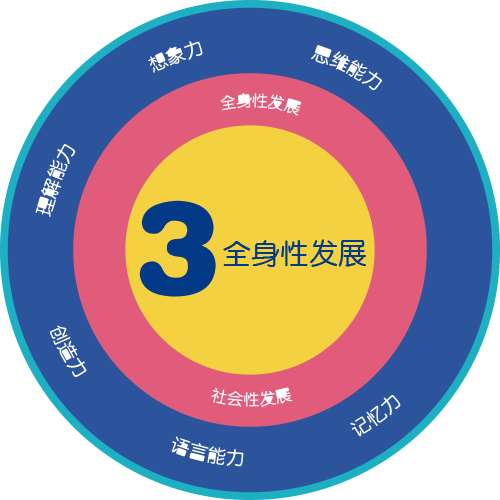 想象力
思维能力
全身性发展
理解能力
3 全身性发展
创造力
社会性发展
记忆力
语言能力